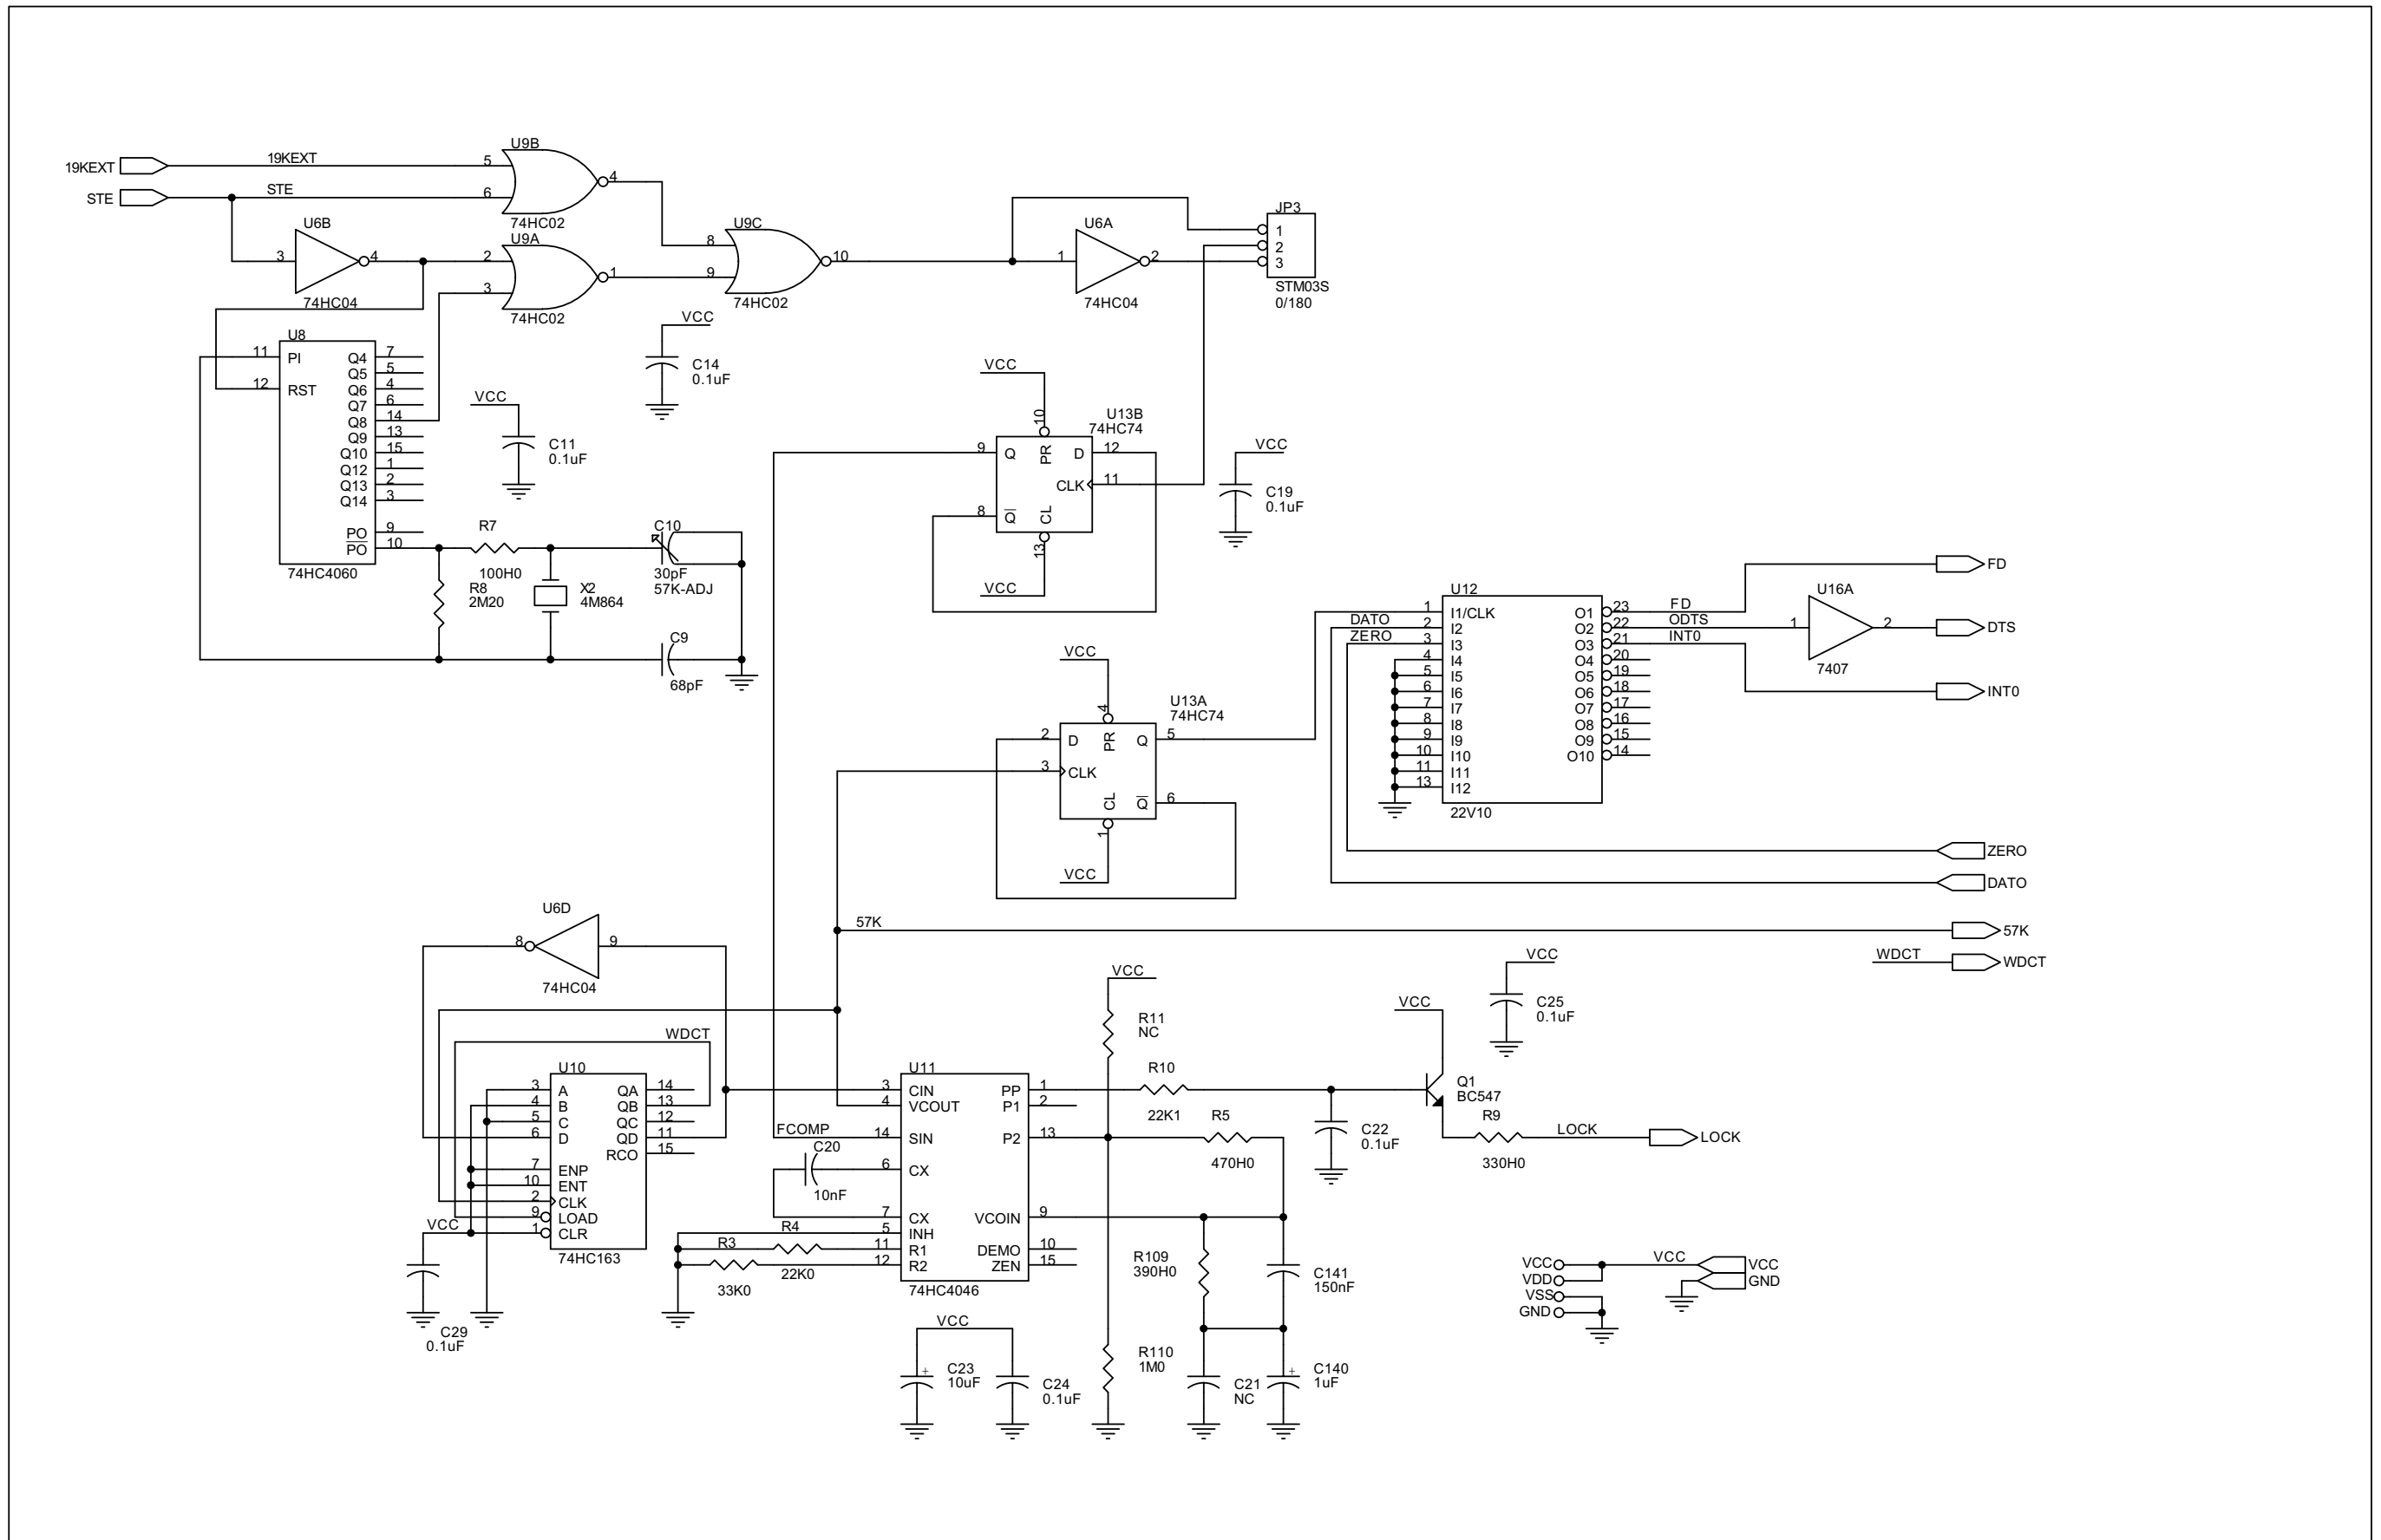 19KEXT
19KEXT
STE
STE
U9B
5
6
4
74HC02
U6B
3
4
74HC04
U9A
2
3
1
74HC02
U9C
8
9
10
74HC02
U6A
1
2
74HC04
JP3
1
2
3
STM03S
0/180
VCC
C14
0.1uF
U8
11
PI
12
RST
Q4
7
Q5
5
Q6
4
Q7
6
Q8
14
Q9
13
Q10
15
Q12
1
Q13
2
Q14
3
PO
9
PO
10
74HC4060
VCC
C11
0.1uF
R7
100H0
R8
2M20
X2
4M864
C10
30pF
57K-ADJ
C9
68pF
VCC
10
U13B
74HC74
9
Q
PR
D
12
CLK
11
8
Q
CL
13
VCC
VCC
C19
0.1uF
VCC
4
U13A
74HC74
2
D
PR
Q
5
3
CLK
CL
Q
6
1
VCC
U12
1
I1/CLK
DATO
2
I2
ZERO
3
I3
4
I4
5
I5
6
I6
7
I7
8
I8
9
I9
10
I10
11
I11
13
I12
O1
23
FD
O2
22
ODTS
O3
21
INT0
O4
20
O5
19
O6
18
O7
17
O8
16
O9
15
O10
14
22V10
U16A
1
2
7407
FD
DTS
INT0
ZERO
DATO
57K
57K
WDCT
WDCT
U6D
8
9
74HC04
WDCT
U10
3
A
4
B
5
C
6
D
7
ENP
10
ENT
2
CLK
9
LOAD
1
CLR
QA
14
QB
13
QC
12
QD
11
RCO
15
74HC163
VCC
C29
0.1uF
FCOMP
C20
10nF
R4
22K0
R3
33K0
U11
3
CIN
4
VCOUT
14
SIN
6
CX
7
CX
5
INH
11
R1
12
R2
PP
1
P1
2
P2
13
VCOIN
9
DEMO
10
ZEN
15
74HC4046
VCC
R11
NC
R10
22K1
R5
470H0
C22
0.1uF
VCC
Q1
BC547
R9
330H0
LOCK
LOCK
VCC
C25
0.1uF
R109
390H0
C141
150nF
VCC
+
C23
10uF
C24
0.1uF
R110
1M0
C21
NC
+
C140
1uF
VCC
VDD
VSS
GND
VCC
VCC
GND